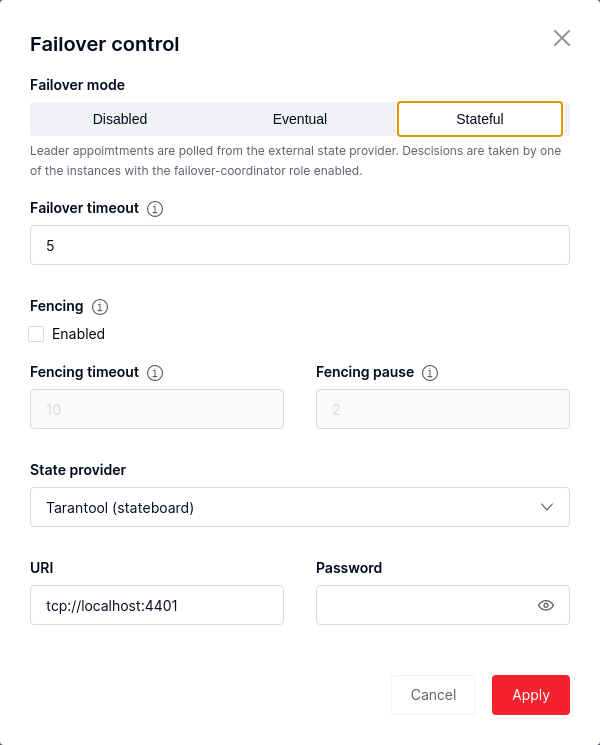 Failover control
Failover mode
Disabled Eventual Stateful
Leader appoimtments are polled from the external state provider. Descisions are taken by one
of the instances with the failover-coordinator role enabled.
Failover timeout
5
Fencing
Enabled
Fencing timeout Fencing pause
10 2
State provider
Tarantool (stateboard)
URI Password
tcp://localhost:4401
Cancel Apply